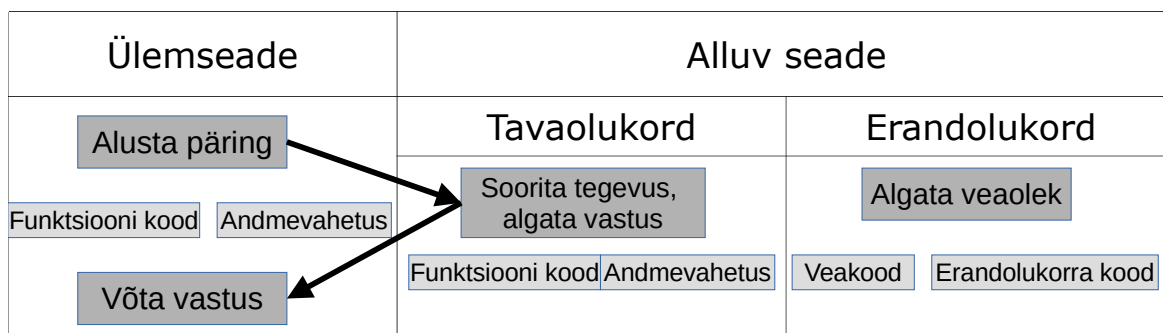 Ülemseade
Alluv seade
Tavaolukord
Erandolukord
Alusta päring
Soorita tegevus,
algata vastus
Algata veaolek
Funktsiooni kood
Andmevahetus
Funktsiooni kood
Andmevahetus
Veakood
Erandolukorra kood
Võta vastus